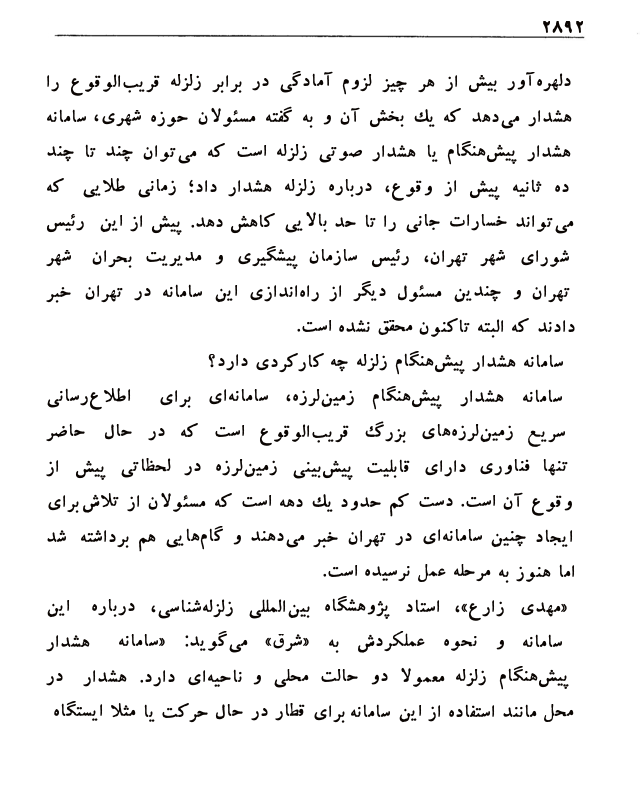 ۲۸۹۲
دلهره‌آور بیش از هر چیز لزوم آمادگی در برابر زلزله قریب‌الوقوع را
هشدار می‌دهد که یك بخش آن و به گفته مسئولان حوزه شهری، سامانه
هشدار پیش‌هنگام یا هشدار صوتی زلزله است که می‌توان چند تا چند
ده ثانیه پیش از وقوع، درباره زلزله هشدار داد؛ زمانی طلایی که
می‌تواند خسارات جانی را تا حد بالایی کاهش دهد. پیش از این رئیس
شورای شهر تهران، رئیس سازمان پیشگیری و مدیریت بحران شهر
تهران و چندین مسئول دیگر از راه‌اندازی این سامانه در تهران خبر
دادند که البته تاکنون محقق نشده است.
سامانه هشدار پیش‌هنگام زلزله چه کارکردی دارد؟
سامانه هشدار پیش‌هنگام زمین‌لرزه، سامانه‌ای برای اطلاع‌رسانی
سریع زمین‌لرزه‌های بزرگ قریب‌الوقوع است که در حال حاضر
تنها فناوری دارای قابلیت پیش‌بینی زمین‌لرزه در لحظاتی پیش از
وقوع آن است. دست کم حدود یك دهه است که مسئولان از تلاش برای
ایجاد چنین سامانه‌ای در تهران خبر می‌دهند و گام‌هایی هم برداشته شد
اما هنوز به مرحله عمل نرسیده است.
«مهدی زارع»، استاد پژوهشگاه بین‌المللی زلزله‌شناسی، درباره این
سامانه و نحوه عملکردش به «شرق» می‌گوید: «سامانه هشدار
پیش‌هنگام زلزله معمولا دو حالت محلی و ناحیه‌ای دارد. هشدار در
محل مانند استفاده از این سامانه برای قطار در حال حرکت یا مثلا ایستگاه